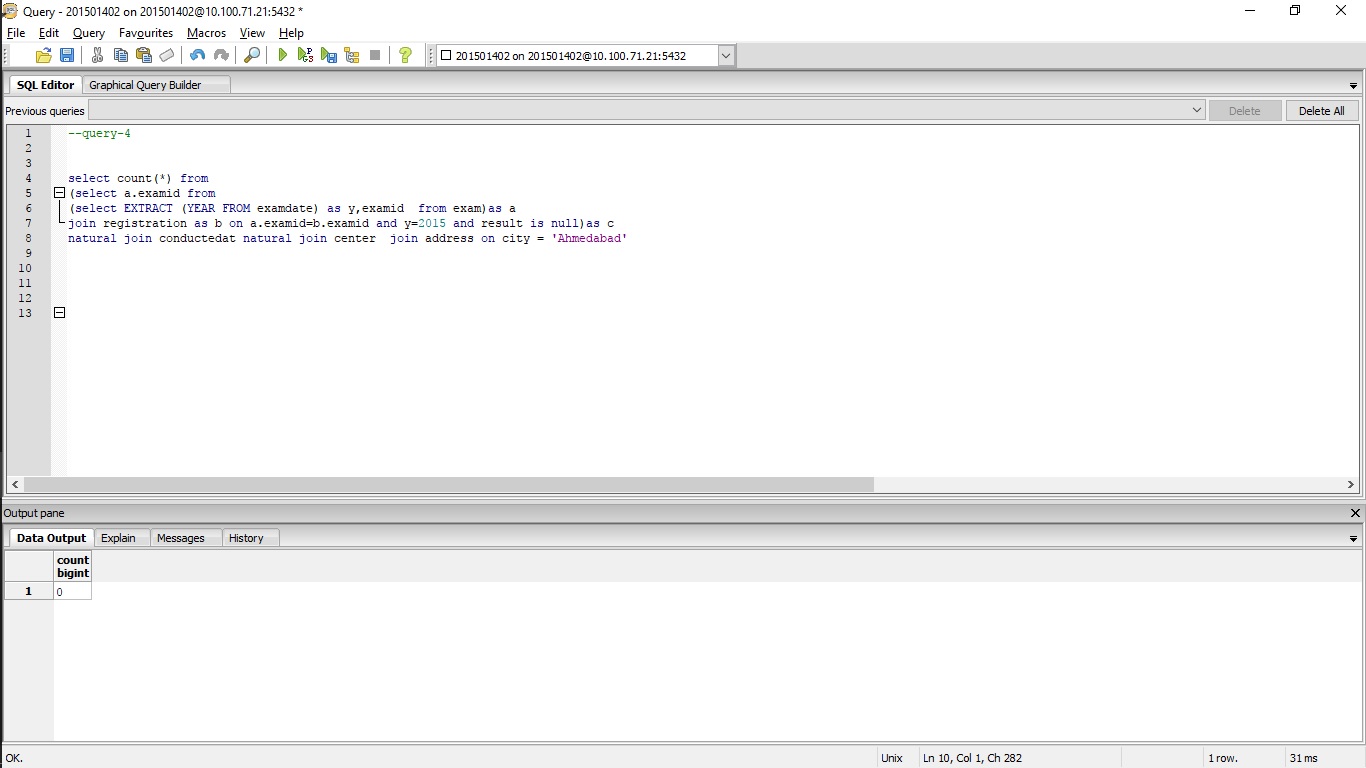 Query - 201501402 on 201501402@10.100.71.21:5432 *
File Edit Query Favourites Macros View Help
201501402 on 201501402@10.100.71.21:5432
SQL Editor Graphical Query Builder
Previous queries Delete Delete All
1 --query-4
2
3
4 select count(*) from
5 (select a.examid from
6 (select EXTRACT (YEAR FROM examdate) as y,examid  from exam)as a
7 join registration as b on a.examid=b.examid and y=2015 and result is null)as c
8 natural join conductedat natural join center  join address on city = 'Ahmedabad'
9
10
11
12
13
Output pane
Data Output Explain Messages History
count
bigint
1 0
OK. Unix Ln 10, Col 1, Ch 282 1 row. 31 ms